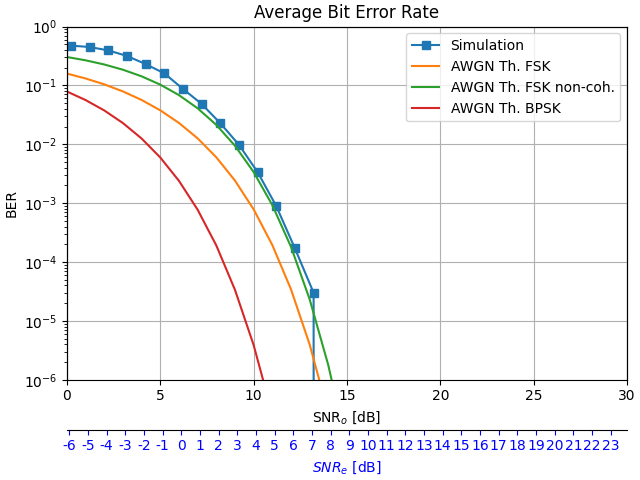 Average Bit Error Rate
Simulation
AWGN Th. FSK
AWGN Th. FSK non-coh.
AWGN Th. BPSK
BER
10⁰
10⁻¹
10⁻²
10⁻³
10⁻⁴
10⁻⁵
10⁻⁶
0 5 10 15 20 25 30
SNRₒ [dB]
-6 -5 -4 -3 -2 -1 0 1 2 3 4 5 6 7 8 9 10 11 12 13 14 15 16 17 18 19 20 21 22 23
SNRₑ [dB]